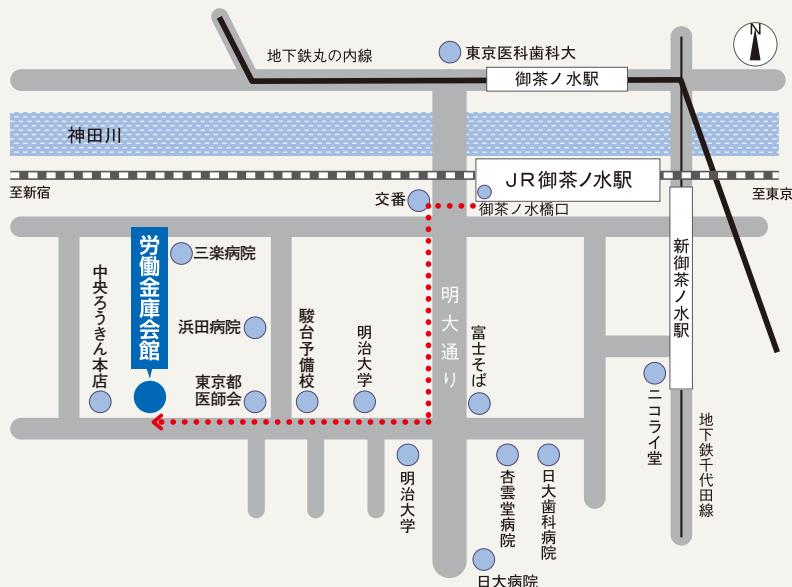 N
地下鉄丸の内線
東京医科歯科大
御茶ノ水駅
神田川
JR御茶ノ水駅
至新宿
至東京
交番
御茶ノ水橋口
労働金庫会館
三楽病院
中央ろうきん本店
浜田病院
東京都
医師会
駿台予備校
明治大学
明大通り
富士そば
新御茶ノ水駅
ニコライ堂
地下鉄千代田線
明治大学
杏雲堂病院
日大歯科病院
日大病院